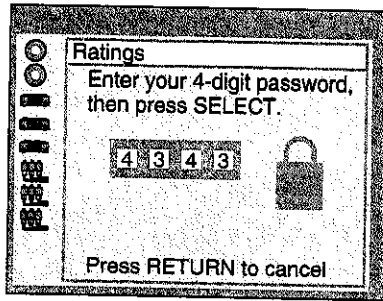 Ratings
Enter your 4-digit password,
then press SELECT.
4 3 4 3
Press RETURN to cancel